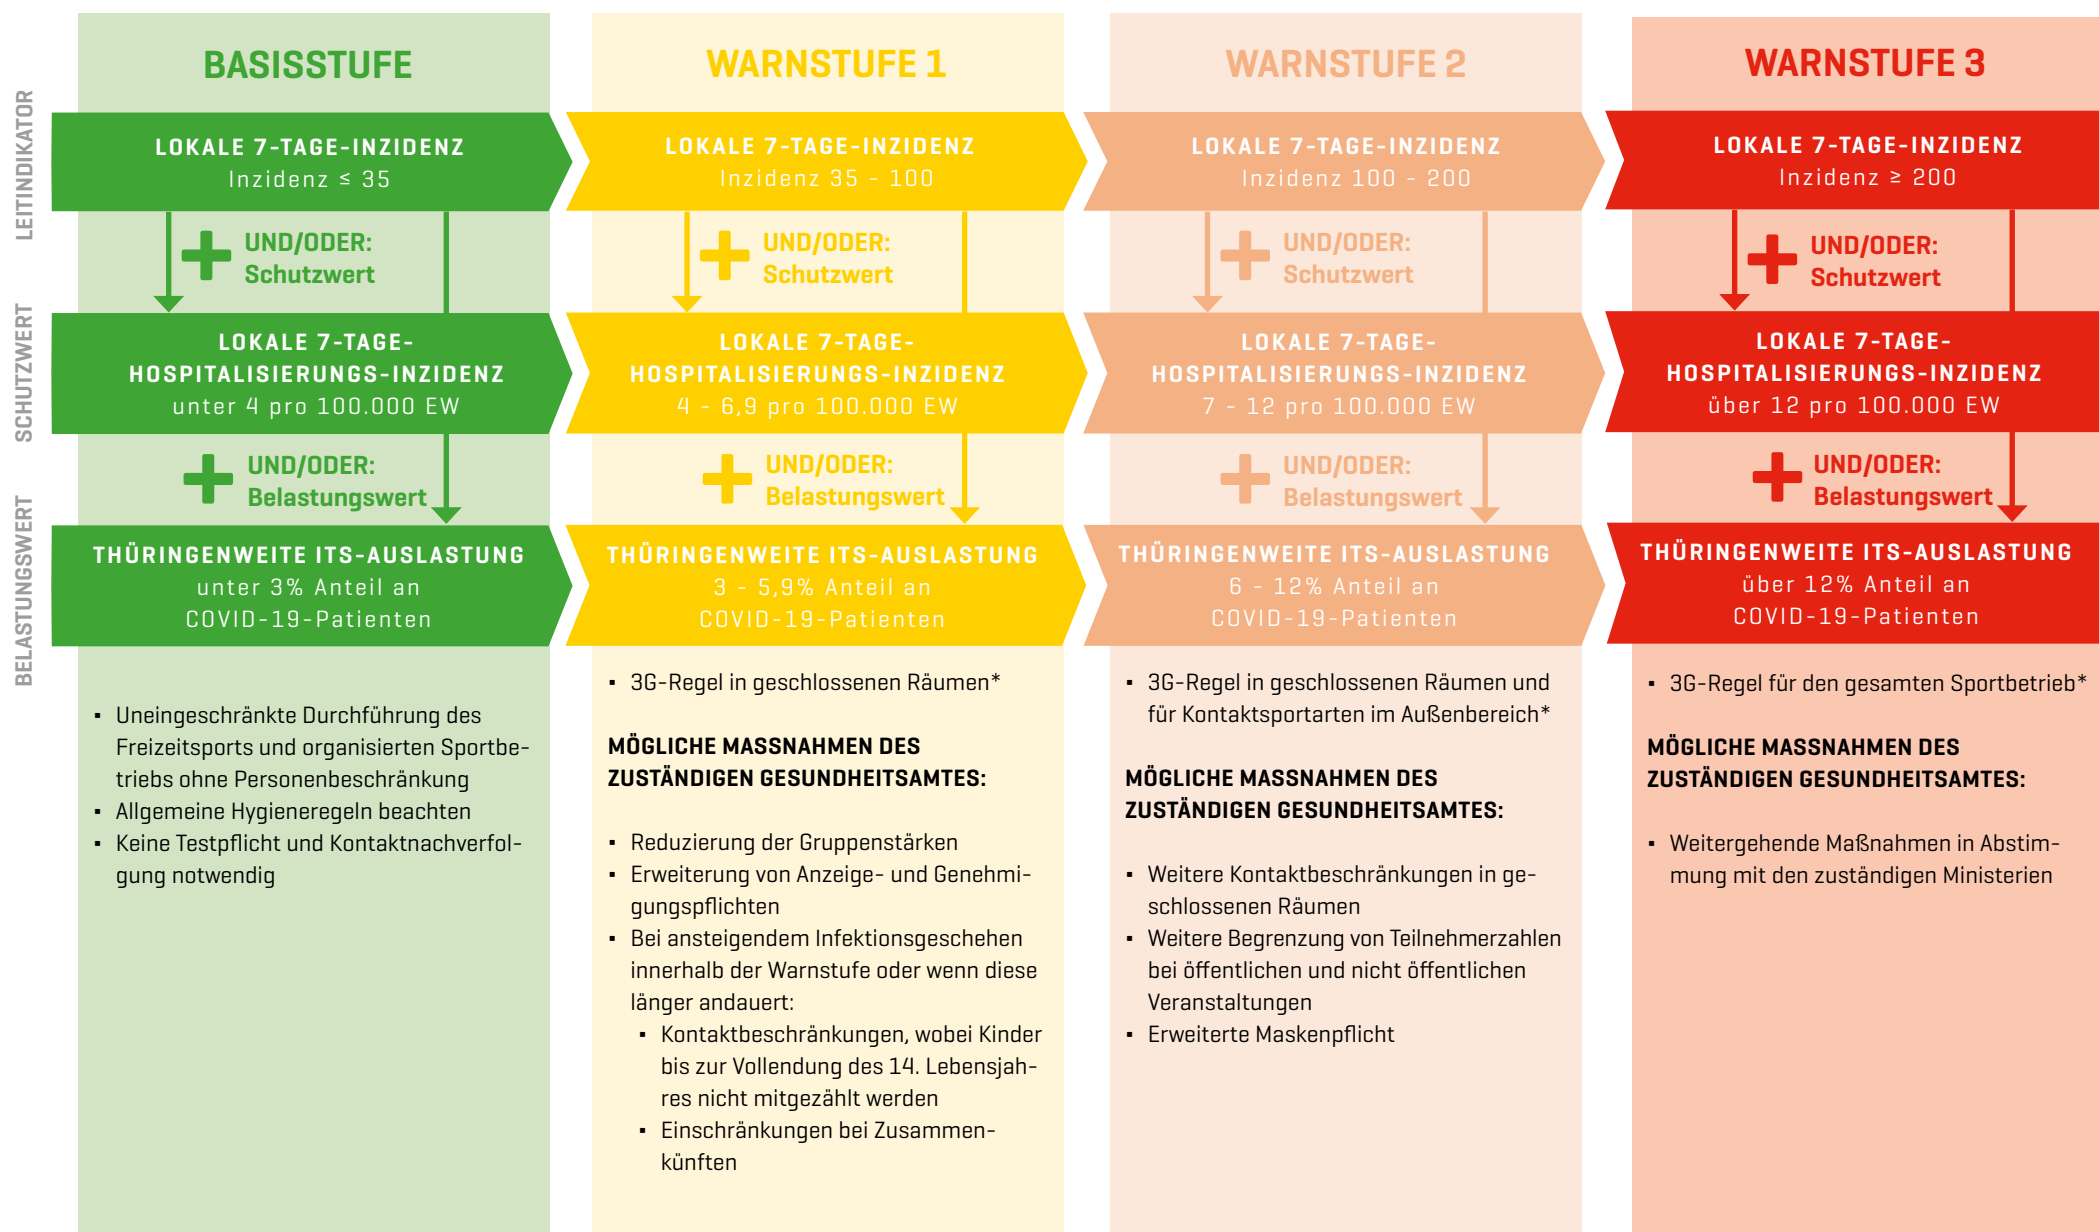 LEITINDIKATOR
SCHUTZWERT
BELASTUNGSWERT
BASISSTUFE
LOKALE 7-TAGE-INZIDENZ
Inzidenz ≤ 35
UND/ODER:
Schutzwert
LOKALE 7-TAGE-
HOSPITALISIERUNGS-INZIDENZ
unter 4 pro 100.000 EW
UND/ODER:
Belastungswert
THÜRINGENWEITE ITS-AUSLASTUNG
unter 3% Anteil an
COVID-19-Patienten
▪ Uneingeschränkte Durchführung des
Freizeitsports und organisierten Sportbe-
triebs ohne Personenbeschränkung
▪ Allgemeine Hygieneregeln beachten
▪ Keine Testpflicht und Kontaktnachverfol-
gung notwendig
WARNSTUFE 1
LOKALE 7-TAGE-INZIDENZ
Inzidenz 35 - 100
UND/ODER:
Schutzwert
LOKALE 7-TAGE-
HOSPITALISIERUNGS-INZIDENZ
4 - 6,9 pro 100.000 EW
UND/ODER:
Belastungswert
THÜRINGENWEITE ITS-AUSLASTUNG
3 - 5,9% Anteil an
COVID-19-Patienten
▪ 3G-Regel in geschlossenen Räumen*
MÖGLICHE MASSNAHMEN DES
ZUSTÄNDIGEN GESUNDHEITSAMTES:
▪ Reduzierung der Gruppenstärken
▪ Erweiterung von Anzeige- und Genehmi-
gungspflichten
▪ Bei ansteigendem Infektionsgeschehen
innerhalb der Warnstufe oder wenn diese
länger andauert:
▪ Kontaktbeschränkungen, wobei Kinder
bis zur Vollendung des 14. Lebensjah-
res nicht mitgezählt werden
▪ Einschränkungen bei Zusammen-
künften
WARNSTUFE 2
LOKALE 7-TAGE-INZIDENZ
Inzidenz 100 - 200
UND/ODER:
Schutzwert
LOKALE 7-TAGE-
HOSPITALISIERUNGS-INZIDENZ
7 - 12 pro 100.000 EW
UND/ODER:
Belastungswert
THÜRINGENWEITE ITS-AUSLASTUNG
6 - 12% Anteil an
COVID-19-Patienten
▪ 3G-Regel in geschlossenen Räumen und
für Kontaktsportarten im Außenbereich*
MÖGLICHE MASSNAHMEN DES
ZUSTÄNDIGEN GESUNDHEITSAMTES:
▪ Weitere Kontaktbeschränkungen in ge-
schlossenen Räumen
▪ Weitere Begrenzung von Teilnehmerzahlen
bei öffentlichen und nicht öffentlichen
Veranstaltungen
▪ Erweiterte Maskenpflicht
WARNSTUFE 3
LOKALE 7-TAGE-INZIDENZ
Inzidenz ≥ 200
UND/ODER:
Schutzwert
LOKALE 7-TAGE-
HOSPITALISIERUNGS-INZIDENZ
über 12 pro 100.000 EW
UND/ODER:
Belastungswert
THÜRINGENWEITE ITS-AUSLASTUNG
über 12% Anteil an
COVID-19-Patienten
▪ 3G-Regel für den gesamten Sportbetrieb*
MÖGLICHE MASSNAHMEN DES
ZUSTÄNDIGEN GESUNDHEITSAMTES:
▪ Weitergehende Maßnahmen in Abstim-
mung mit den zuständigen Ministerien